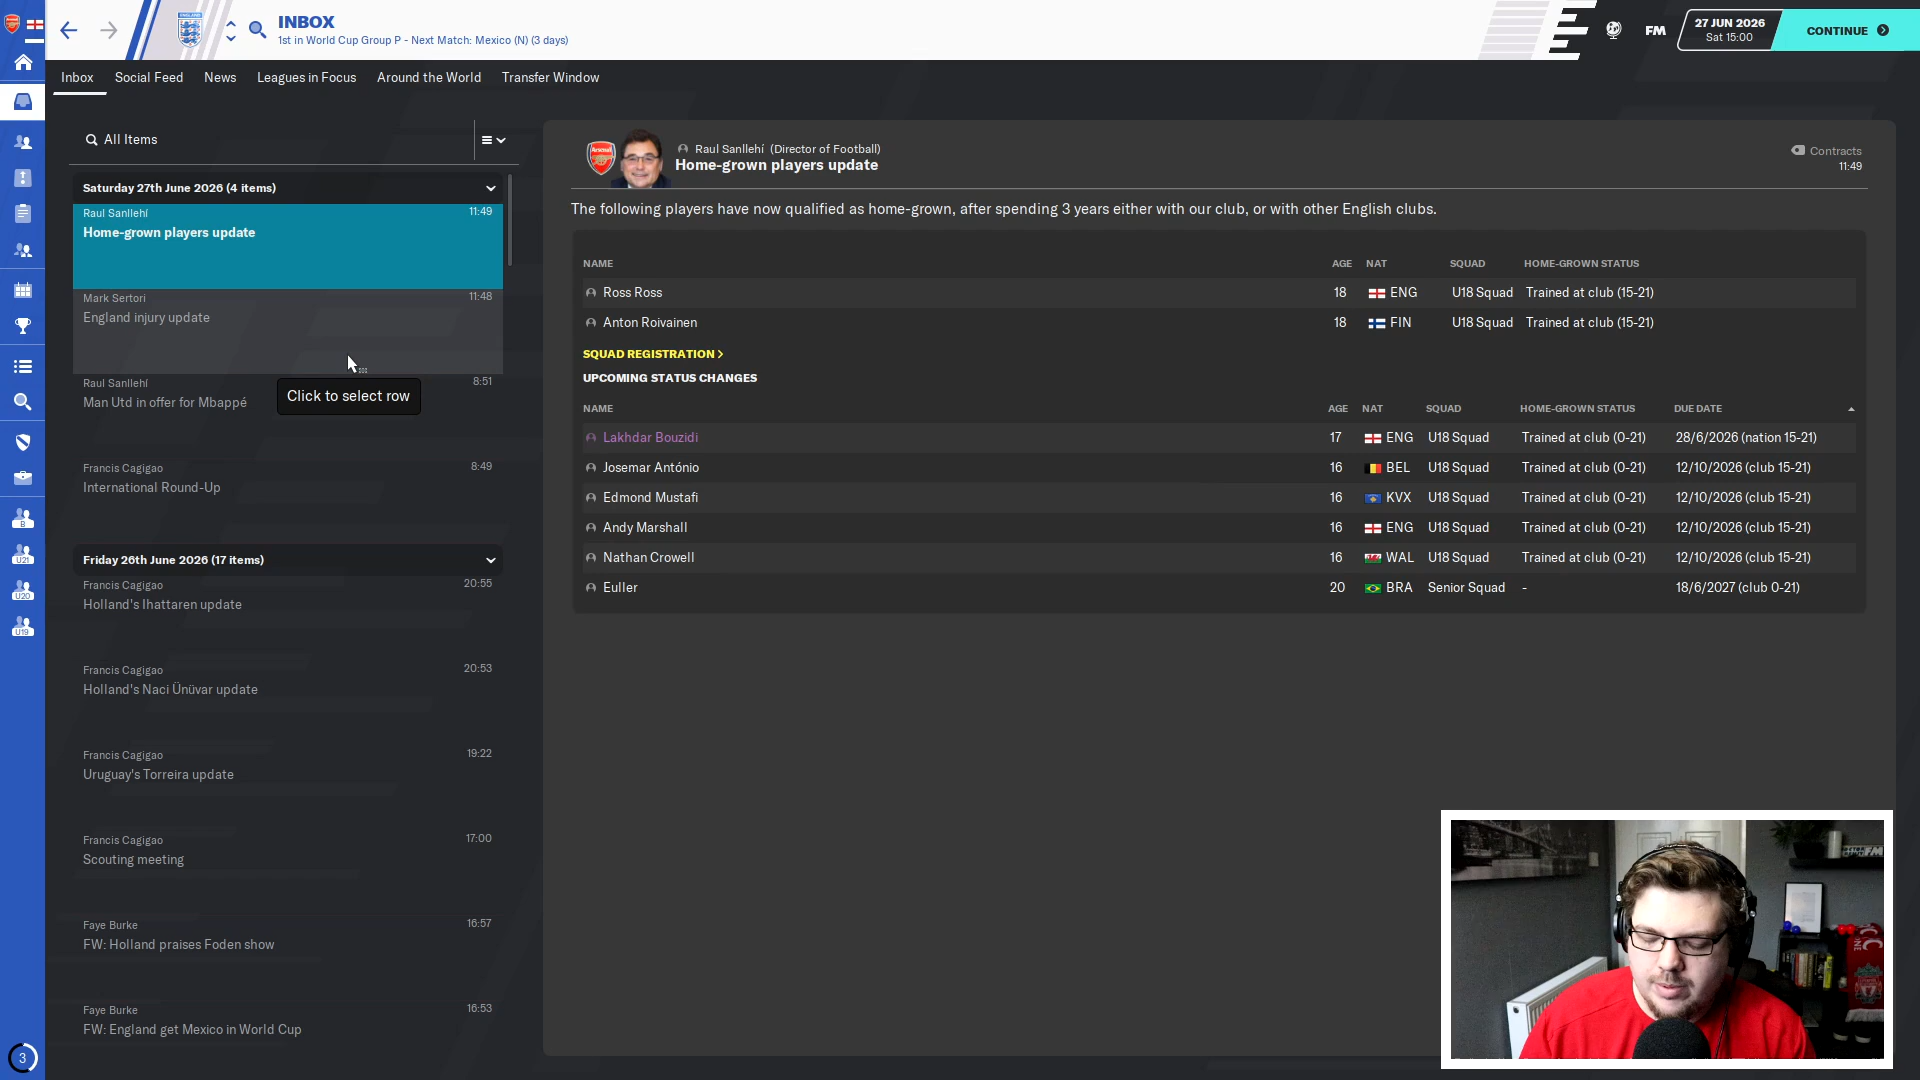 INBOX
1st in World Cup Group P - Next Match: Mexico (N) (3 days)
FM
27 JUN 2026
Sat 15:00
CONTINUE
Inbox Social Feed News Leagues in Focus Around the World Transfer Window
All Items
Saturday 27th June 2026 (4 items)
Raul Sanllehí 11:49
Home-grown players update
Mark Sertori 11:48
England injury update
Raul Sanllehí 8:51
Man Utd in offer for Mbappé
Click to select row
Francis Cagigao 8:49
International Round-Up
Friday 26th June 2026 (17 items)
Francis Cagigao 20:55
Holland's Ihattaren update
Francis Cagigao 20:53
Holland's Naci Ünüvar update
Francis Cagigao 19:22
Uruguay's Torreira update
Francis Cagigao 17:00
Scouting meeting
Faye Burke 16:57
FW: Holland praises Foden show
Faye Burke 16:53
FW: England get Mexico in World Cup
B
U21
U20
U19
3
Arsenal
Raul Sanllehí (Director of Football)
Home-grown players update
Contracts
11:49
The following players have now qualified as home-grown, after spending 3 years either with our club, or with other English clubs.
NAME AGE NAT SQUAD HOME-GROWN STATUS
Ross Ross 18 ENG U18 Squad Trained at club (15-21)
Anton Roivainen 18 FIN U18 Squad Trained at club (15-21)
SQUAD REGISTRATION >
UPCOMING STATUS CHANGES
NAME AGE NAT SQUAD HOME-GROWN STATUS DUE DATE
Lakhdar Bouzidi 17 ENG U18 Squad Trained at club (0-21) 28/6/2026 (nation 15-21)
Josemar António 16 BEL U18 Squad Trained at club (0-21) 12/10/2026 (club 15-21)
Edmond Mustafi 16 KVX U18 Squad Trained at club (0-21) 12/10/2026 (club 15-21)
Andy Marshall 16 ENG U18 Squad Trained at club (0-21) 12/10/2026 (club 15-21)
Nathan Crowell 16 WAL U18 Squad Trained at club (0-21) 12/10/2026 (club 15-21)
Euller 20 BRA Senior Squad - 18/6/2027 (club 0-21)